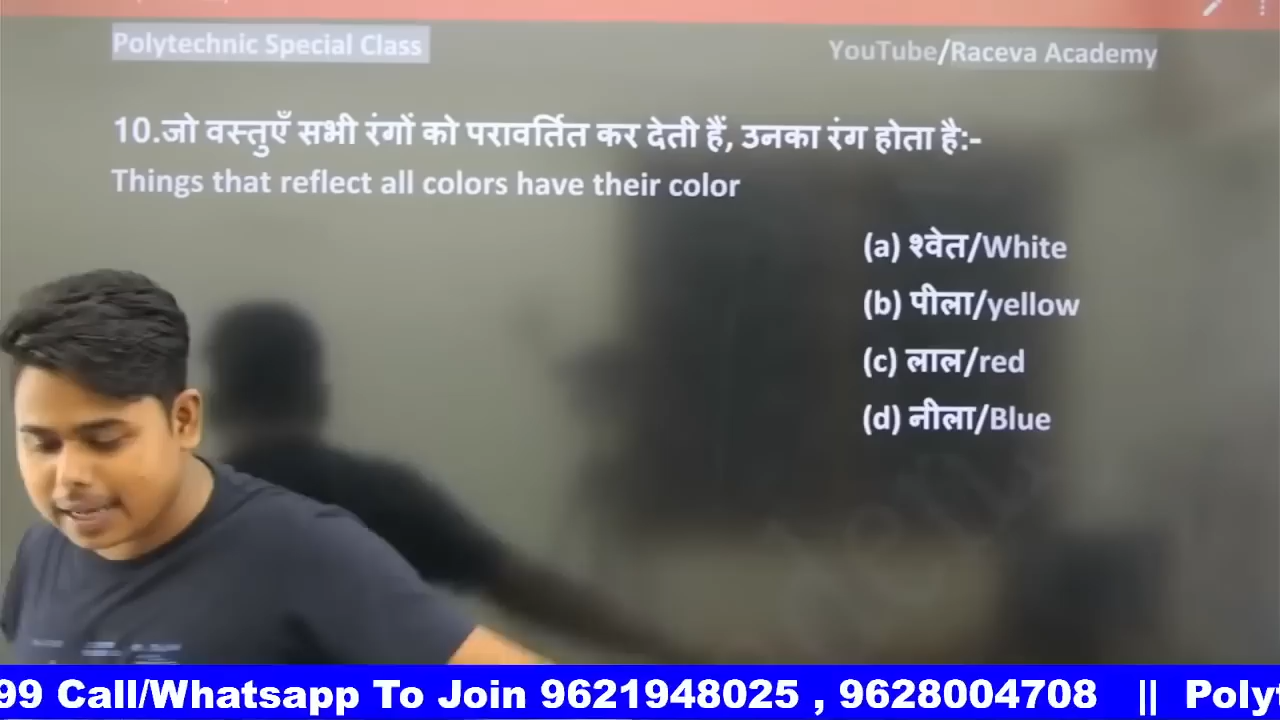 Polytechnic Special Class
YouTube/Raceva Academy
10.जो वस्तुएँ सभी रंगों को परावर्तित कर देती हैं, उनका रंग होता है:-
Things that reflect all colors have their color
(a) श्वेत/White
(b) पीला/yellow
(c) लाल/red
(d) नीला/Blue
99 Call/Whatsapp To Join 9621948025 , 9628004708 ||